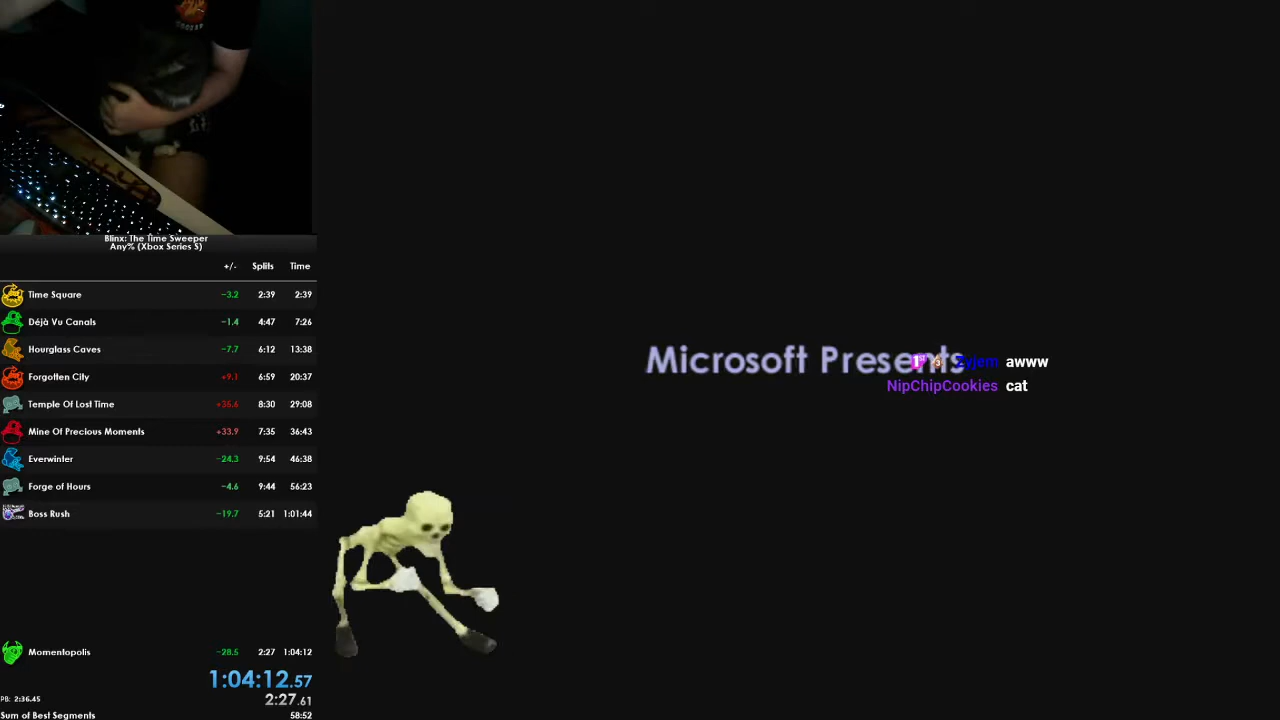 Blinx: The Time Sweeper
Any% (Xbox Series S)
+/- Splits Time
Time Square −3.2 2:39 2:39
Déjà Vu Canals −1.4 4:47 7:26
Hourglass Caves −7.7 6:12 13:38
Forgotten City +9.1 6:59 20:37
Temple Of Lost Time +35.6 8:30 29:08
Mine Of Precious Moments +33.9 7:35 36:43
Everwinter −24.3 9:54 46:38
Forge of Hours −4.6 9:44 56:23
Boss Rush −19.7 5:21 1:01:44
Momentopolis −28.5 2:27 1:04:12
1:04:12.57
PB: 2:36.45 2:27.61
Sum of Best Segments 58:52
Microsoft Presents
awww
NipChipCookies cat